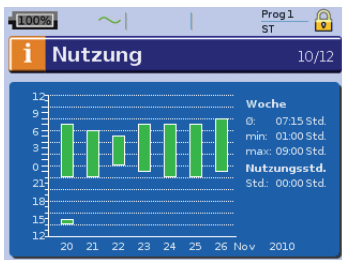 100%
Prog 1
ST
i Nutzung 10/12
12
9
6
3
0
21
18
15
12
20 21 22 23 24 25 26 Nov 2010
Woche
Ø: 07:15 Std.
min: 01:00 Std.
max: 09:00 Std.
Nutzungsstd.
Std.: 00:00 Std.